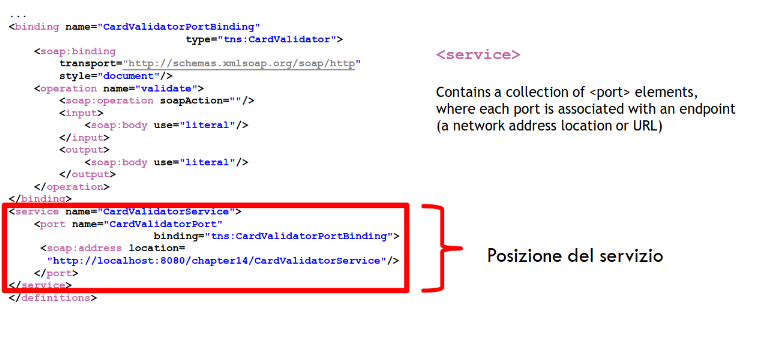 ...
<binding name="CardValidatorPortBinding"
type="tns:CardValidator">
<soap:binding
transport="http://schemas.xmlsoap.org/soap/http"
style="document"/>
<operation name="validate">
<soap:operation soapAction=""/>
<input>
<soap:body use="literal"/>
</input>
<output>
<soap:body use="literal"/>
</output>
</operation>
</binding>
<service name="CardValidatorService">
<port name="CardValidatorPort"
binding="tns:CardValidatorPortBinding">
<soap:address location=
"http://localhost:8080/chapter14/CardValidatorService"/>
</port>
</service>
</definitions>
<service>
Contains a collection of <port> elements,
where each port is associated with an endpoint
(a network address location or URL)
Posizione del servizio